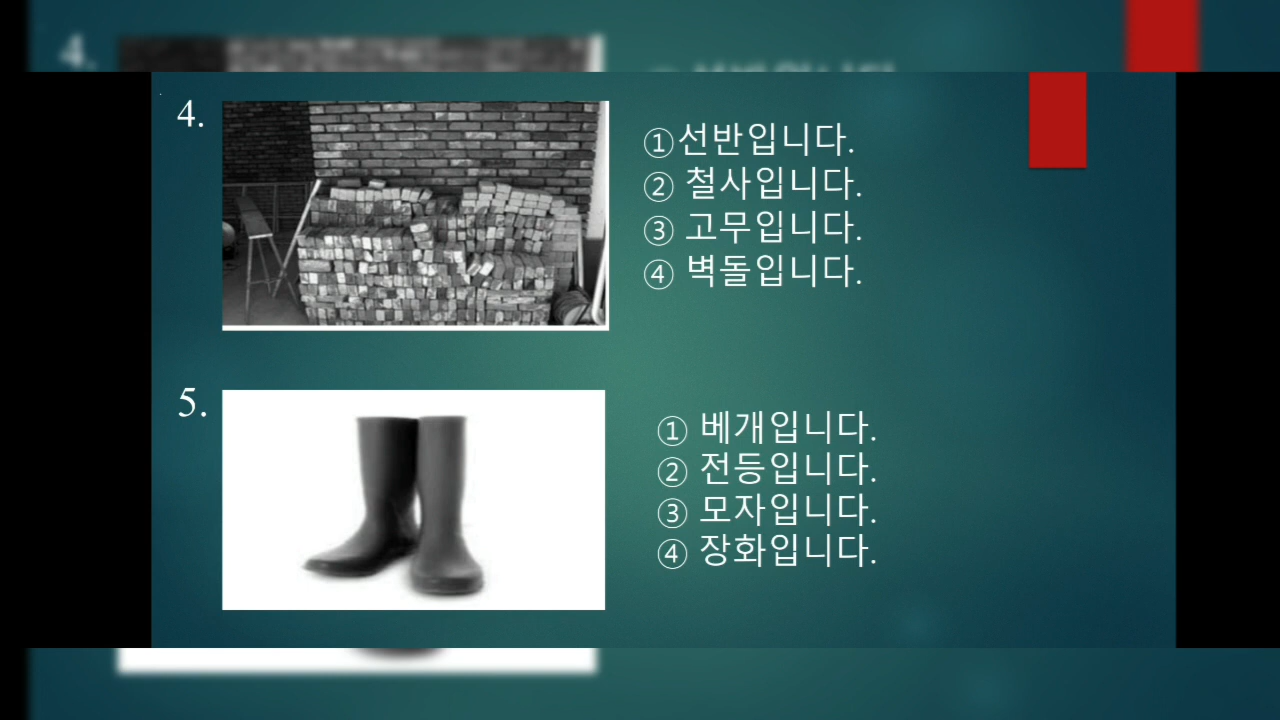 4.
①선반입니다.
② 철사입니다.
③ 고무입니다.
④ 벽돌입니다.
5.
① 베개입니다.
② 전등입니다.
③ 모자입니다.
④ 장화입니다.